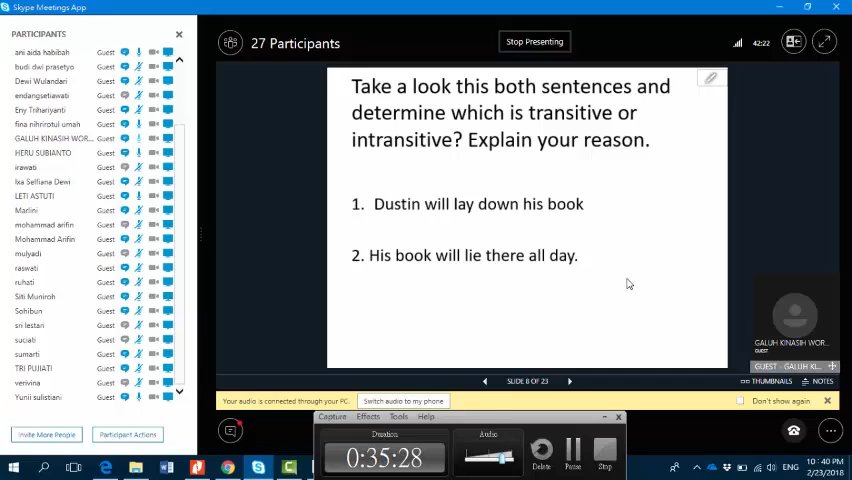 Skype Meetings App
PARTICIPANTS
ani aida habibah Guest
budi dwi prasetyo Guest
Dewi Wulandari Guest
endangsetiawati Guest
Eny Trihariyanti Guest
fina nihrirotul umah Guest
GALUH KINASIH WOR... Guest
HERU SUBIANTO Guest
irawati Guest
Ixa Selfiana Dewi Guest
LETI ASTUTI Guest
Marlini Guest
mohammad arifin Guest
Mohammad Arifin Guest
mulyadi Guest
raswati Guest
ruhati Guest
Siti Muniroh Guest
Sohibun Guest
sri lestari Guest
suciati Guest
sumarti Guest
TRI PUJIATI Guest
verivina Guest
Yunii sulistiani Guest
Invite More People Participant Actions
27 Participants
Stop Presenting
42:22
Take a look this both sentences and
determine which is transitive or
intransitive? Explain your reason.
1. Dustin will lay down his book
2. His book will lie there all day.
GALUH KINASIH WOR...
GUEST
GUEST - GALUH KI...
SLIDE 8 OF 23
THUMBNAILS NOTES
Your audio is connected through your PC. Switch audio to my phone Don't show again
Capture Effects Tools Help
Duration
0:35:28
Audio
Delete Pause Stop
ENG
10:40 PM
2/23/2018